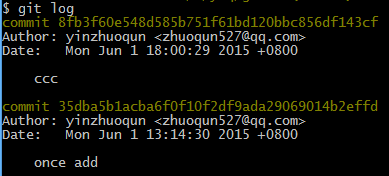 $ git log
commit 8fb3f60e548d585b751f61bd120bbc856df143cf
Author: yinzhuoqun <zhuoqun527@qq.com>
Date:   Mon Jun 1 18:00:29 2015 +0800
    ccc
commit 35dba5b1acba6f0f10f2df9ada29069014b2effd
Author: yinzhuoqun <zhuoqun527@qq.com>
Date:   Mon Jun 1 13:14:30 2015 +0800
    once add